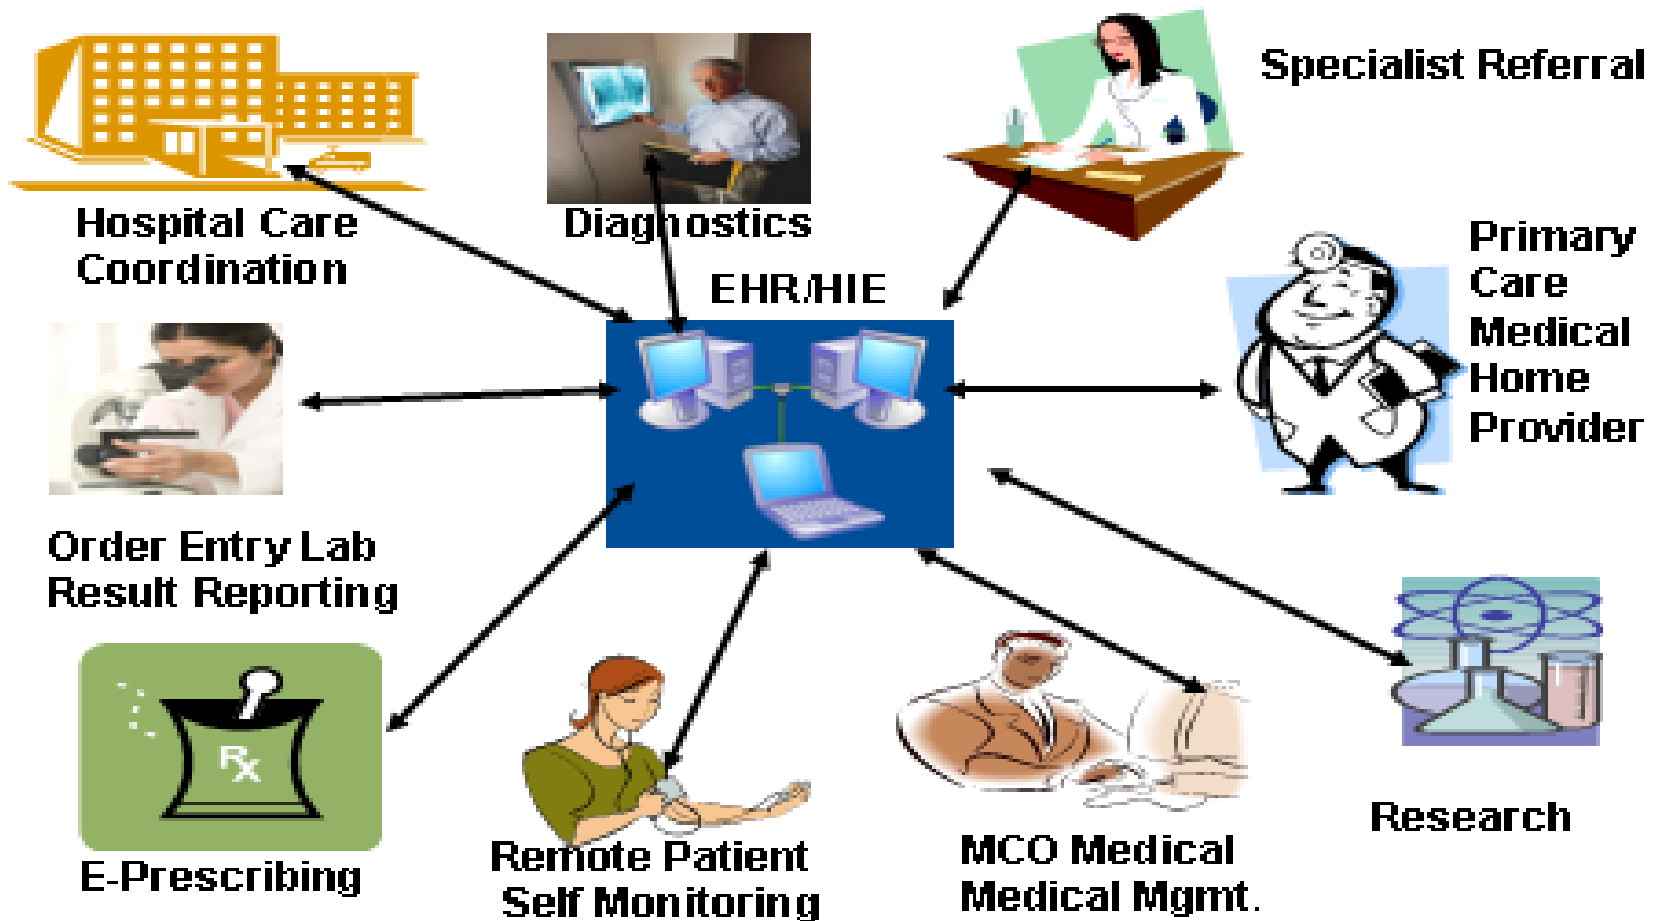 Specialist Referral
Hospital Care
Coordination
Diagnostics
EHR/HIE
Primary
Care
Medical
Home
Provider
Order Entry Lab
Result Reporting
Rx
E-Prescribing
Remote Patient
Self Monitoring
MCO Medical
Medical Mgmt.
Research